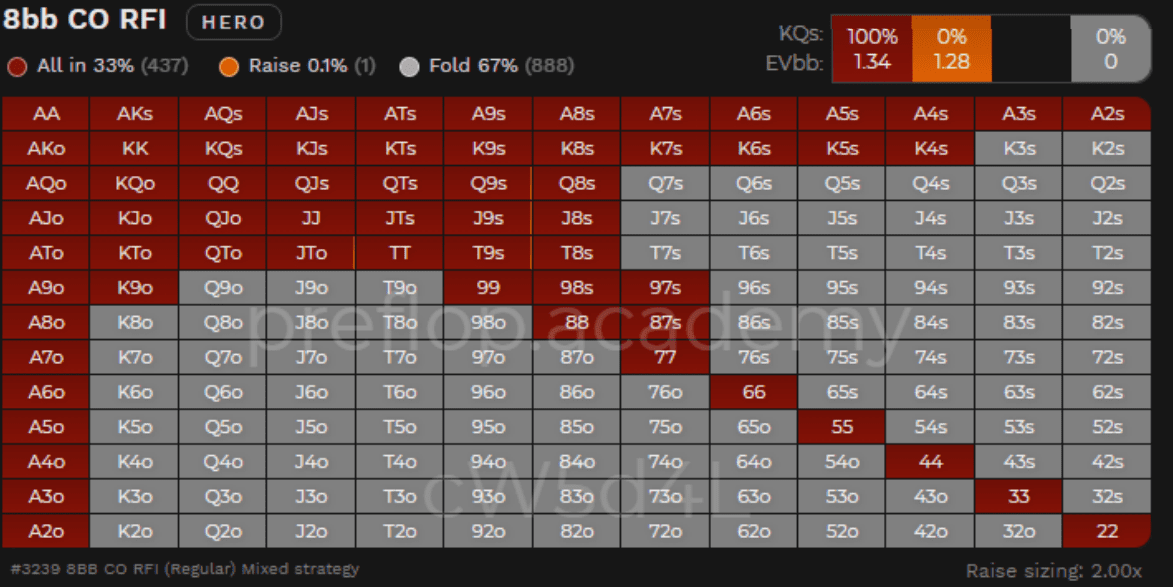 8bb CO RFI HERO
KQs: 100% 0% 0%
EVbb: 1.34 1.28 0
All in 33% (437) Raise 0.1% (1) Fold 67% (888)
AA AKs AQs AJs ATs A9s A8s A7s A6s A5s A4s A3s A2s
AKo KK KQs KJs KTs K9s K8s K7s K6s K5s K4s K3s K2s
AQo KQo QQ QJs QTs Q9s Q8s Q7s Q6s Q5s Q4s Q3s Q2s
AJo KJo QJo JJ JTs J9s J8s J7s J6s J5s J4s J3s J2s
ATo KTo QTo JTo TT T9s T8s T7s T6s T5s T4s T3s T2s
A9o K9o Q9o J9o T9o 99 98s 97s 96s 95s 94s 93s 92s
A8o K8o Q8o J8o T8o 98o 88 87s 86s 85s 84s 83s 82s
preflop.academy
A7o K7o Q7o J7o T7o 97o 87o 77 76s 75s 74s 73s 72s
A6o K6o Q6o J6o T6o 96o 86o 76o 66 65s 64s 63s 62s
A5o K5o Q5o J5o T5o 95o 85o 75o 65o 55 54s 53s 52s
A4o K4o Q4o J4o T4o 94o 84o 74o 64o 54o 44 43s 42s
A3o K3o Q3o J3o T3o 93o 83o 73o 63o 53o 43o 33 32s
cW5d4L
A2o K2o Q2o J2o T2o 92o 82o 72o 62o 52o 42o 32o 22
#3239 8BB CO RFI (Regular) Mixed strategy
Raise sizing: 2.00x